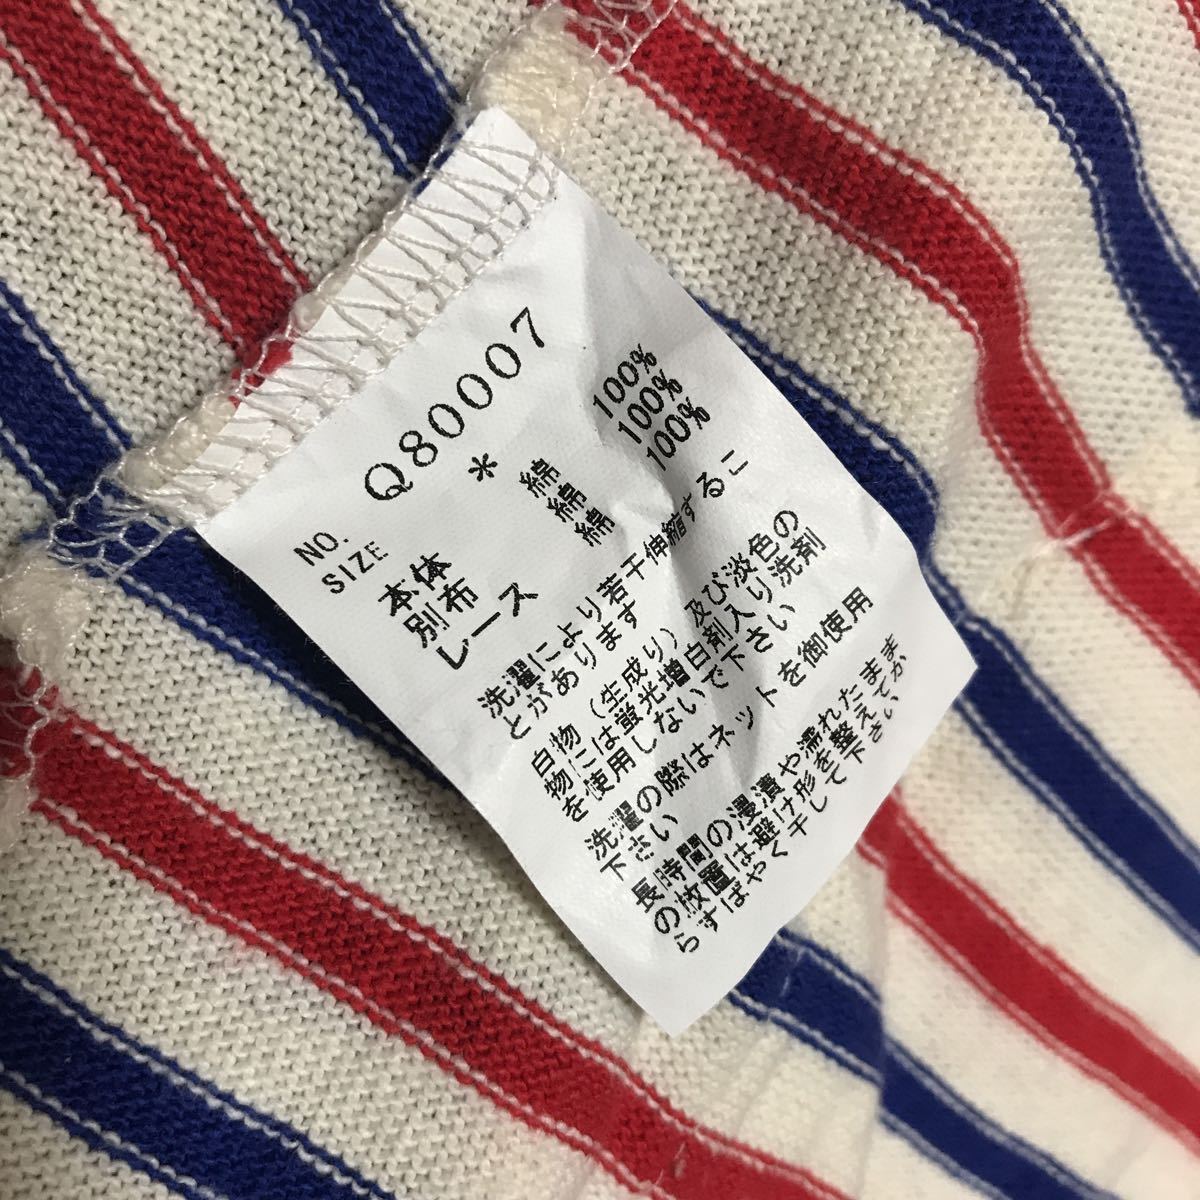 NO. Q80007
SIZE *
本体 綿 100%
別布 綿 100%
レース 綿 100%
洗濯により若干伸縮するこ
とがあります
白物(生成り)及び淡色の
物には蛍光増白剤入り洗剤
を使用しないで下さい
洗濯の際はネットを御使用
下さい
長時間の浸漬や濡れたまま
の放置は避け形を整えてか
らすばやく干して下さい